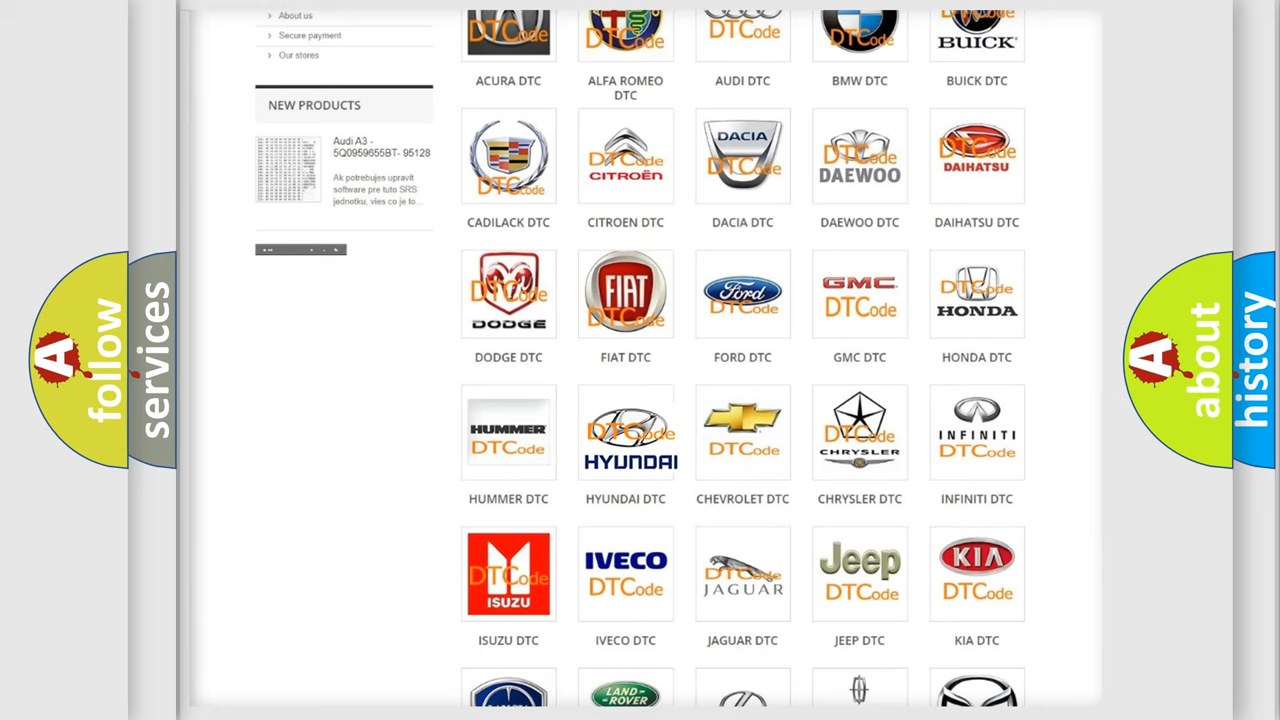 About us
Secure payment
Our stores
NEW PRODUCTS
Audi A3 -
5Q0959655BT- 95128
Ak potrebujes upravit
software pre tuto SRS
jednotku, vies co je to...
DTCode
DTCode
DTCode
DTCode
BUICK
ACURA DTC
ALFA ROMEO
DTC
AUDI DTC
BMW DTC
BUICK DTC
DTCode
DTCode
CITROËN
DACIA
DTCode
DTCode
DAEWOO
DTCode
DAIHATSU
CADILACK DTC
CITROEN DTC
DACIA DTC
DAEWOO DTC
DAIHATSU DTC
DTCode
DODGE
FIAT
DTCode
Ford
DTCode
GMC
DTCode
DTCode
HONDA
DODGE DTC
FIAT DTC
FORD DTC
GMC DTC
HONDA DTC
HUMMER
DTCode
DTCode
HYUNDAI
DTCode
DTCode
CHRYSLER
INFINITI
DTCode
HUMMER DTC
HYUNDAI DTC
CHEVROLET DTC
CHRYSLER DTC
INFINITI DTC
DTCode
ISUZU
IVECO
DTCode
DTCode
JAGUAR
Jeep
DTCode
KIA
DTCode
ISUZU DTC
IVECO DTC
JAGUAR DTC
JEEP DTC
KIA DTC
LAND-
ROVER
A
follow
services
A
about
history